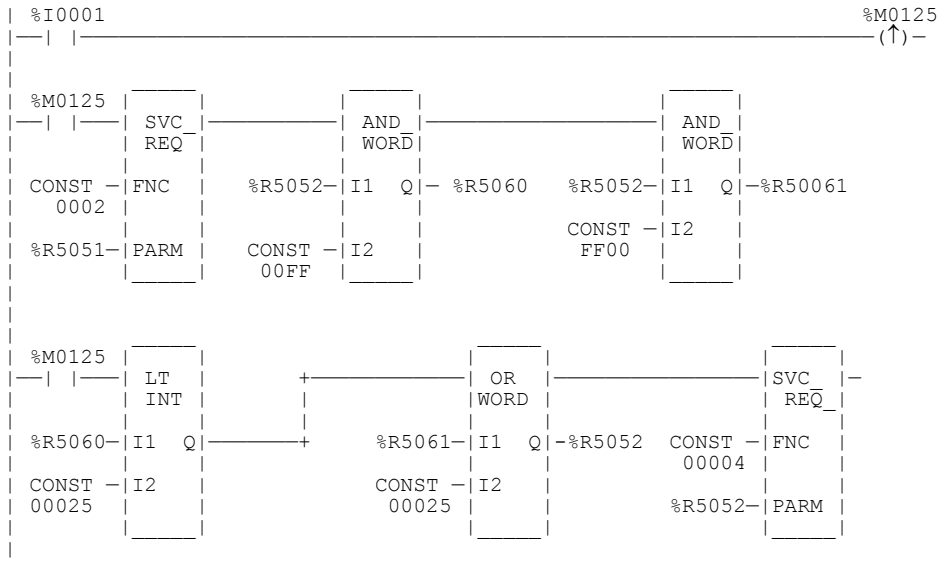 %I0001 %M0125
(↑)
%M0125
SVC_ AND_ AND_
REQ WORD WORD
CONST FNC %R5052 I1 Q %R5060 %R5052 I1 Q %R50061
0002
CONST I2
%R5051 PARM CONST I2 FF00
00FF
%M0125
LT OR SVC_
INT WORD REQ_
%R5060 I1 Q %R5061 I1 Q %R5052 CONST FNC
00004
CONST I2 CONST I2
00025 00025 %R5052 PARM